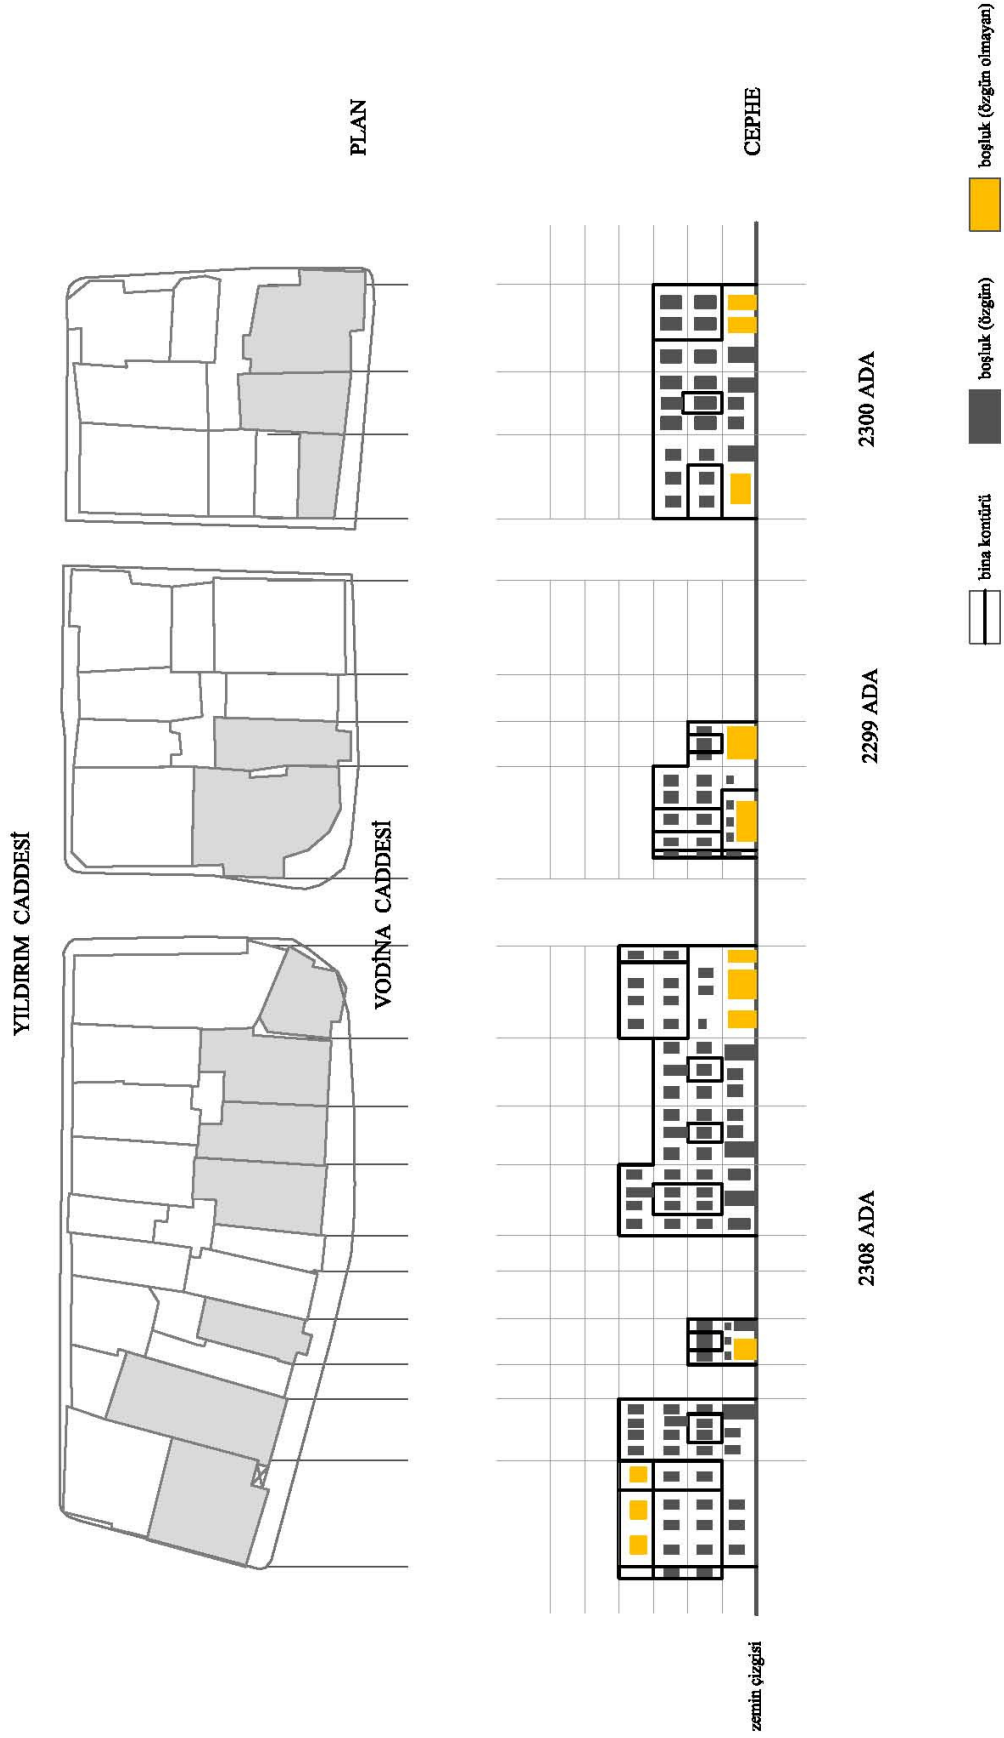 YILDIRIM CADDESİ
VODİNA CADDESİ
PLAN
CEPHE
zemin çizgisi
2308 ADA
2299 ADA
2300 ADA
bina kontürü
boşluk (özgün)
boşluk (özgün olmayan)